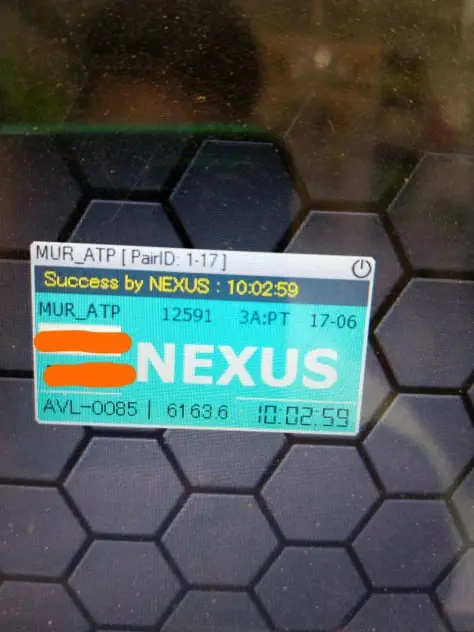 MUR_ATP [ PairID: 1-17 ]
Success by NEXUS : 10:02:59
MUR_ATP 12591 3A:PT 17-06
NEXUS
AVL-0085 | 6163.6 10:02:59